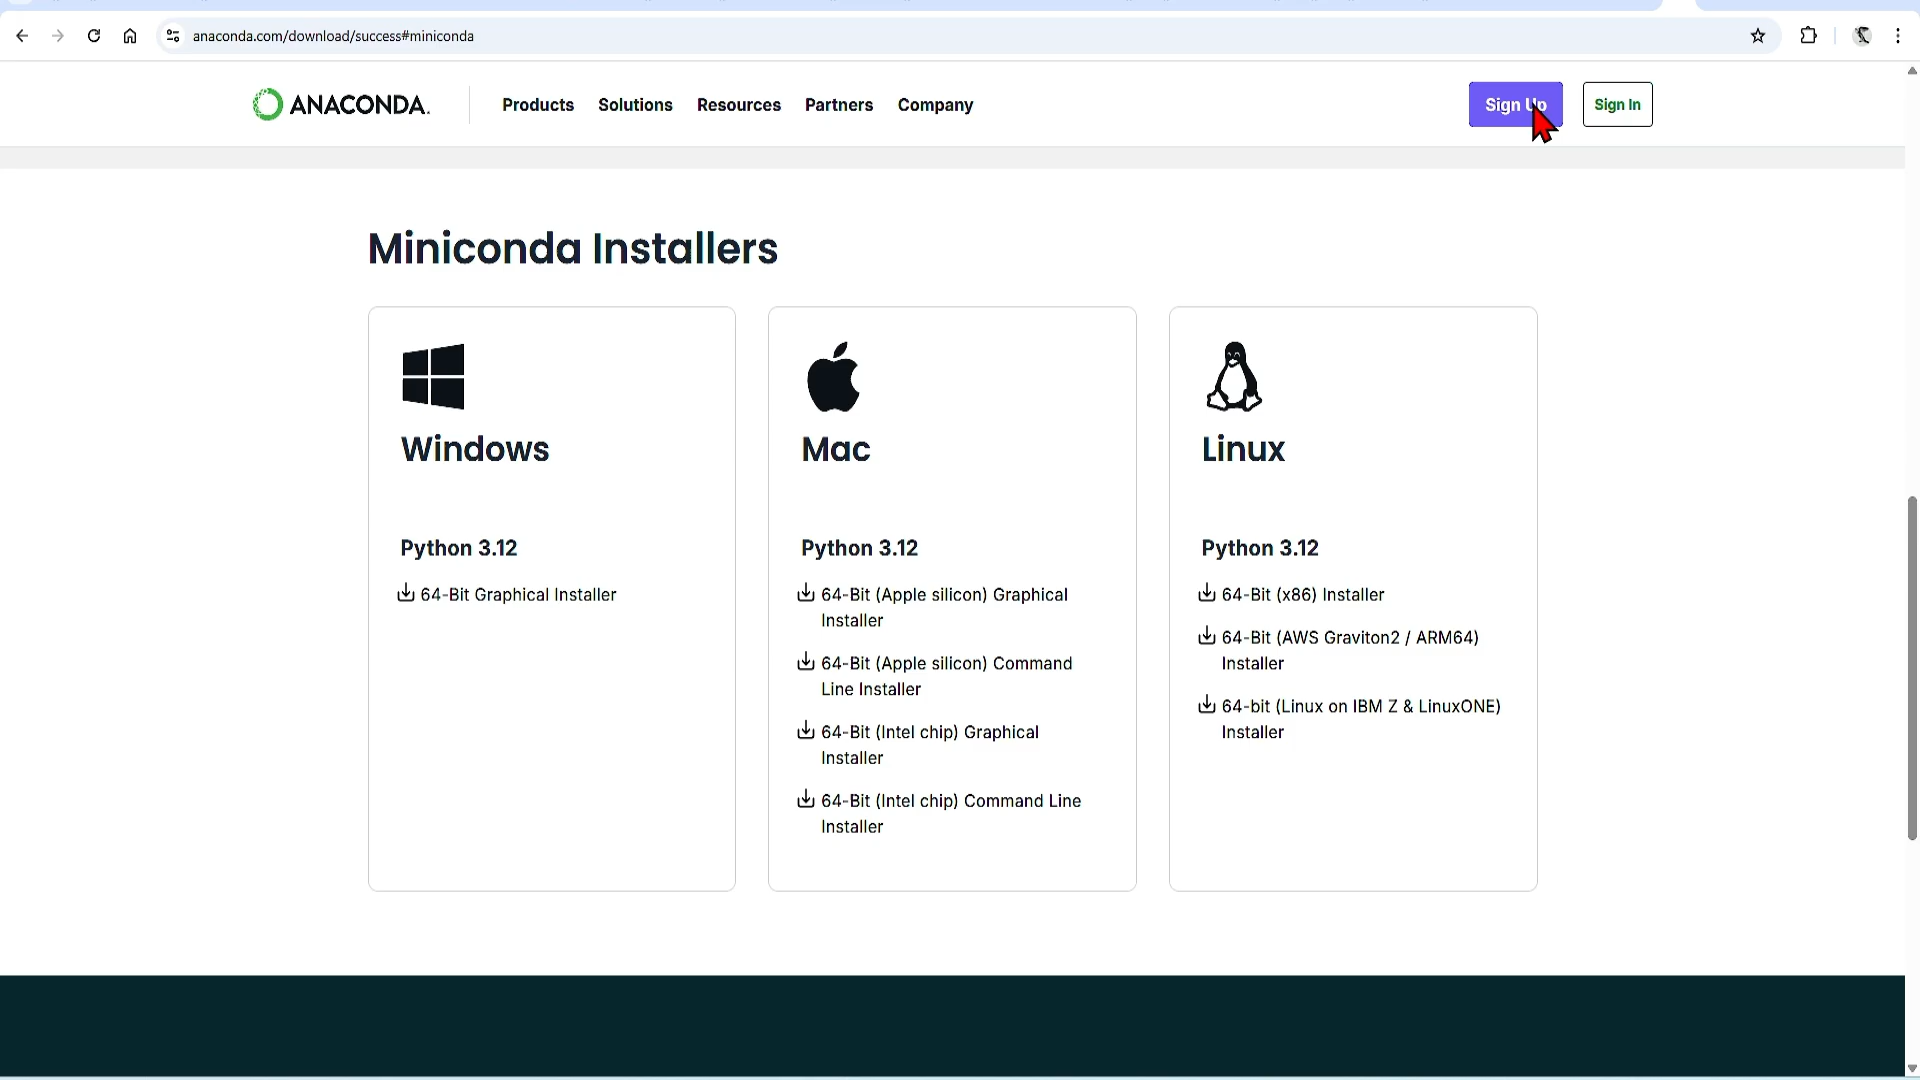 anaconda.com/download/success#miniconda
ANACONDA.
Products Solutions Resources Partners Company
Sign Up
Sign In
Miniconda Installers
Windows
Python 3.12
64-Bit Graphical Installer
Mac
Python 3.12
64-Bit (Apple silicon) Graphical
Installer
64-Bit (Apple silicon) Command
Line Installer
64-Bit (Intel chip) Graphical
Installer
64-Bit (Intel chip) Command Line
Installer
Linux
Python 3.12
64-Bit (x86) Installer
64-Bit (AWS Graviton2 / ARM64)
Installer
64-bit (Linux on IBM Z & LinuxONE)
Installer